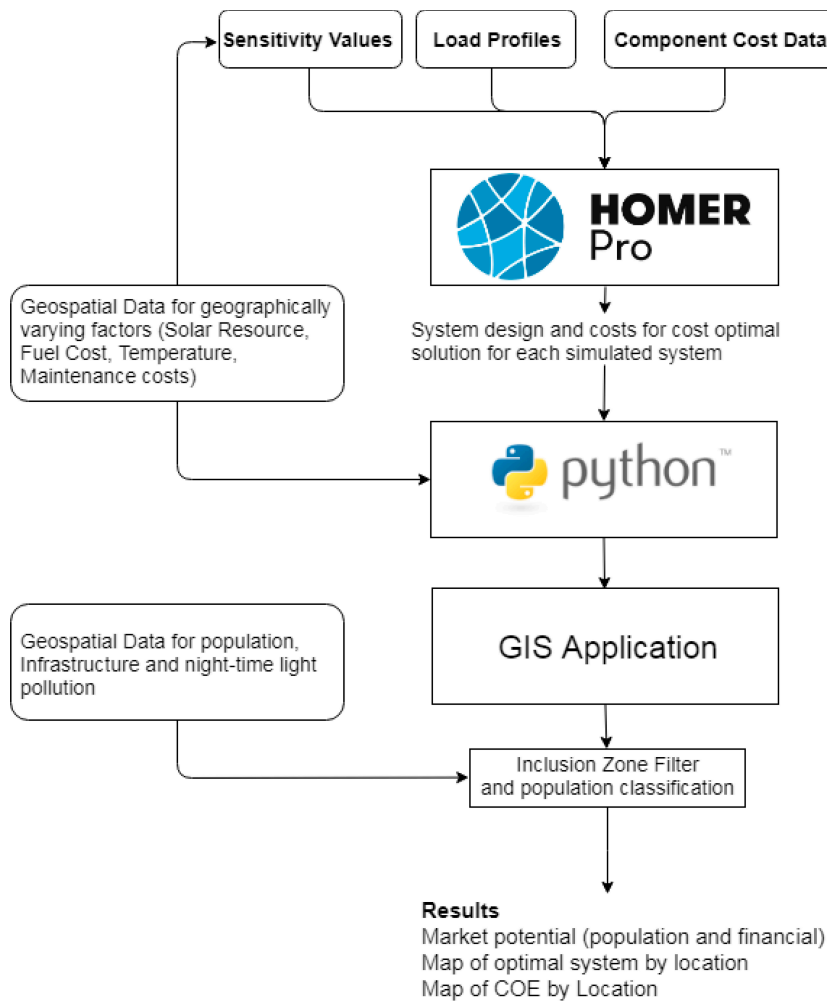 Sensitivity Values
Load Profiles
Component Cost Data
HOMER
Pro
Geospatial Data for geographically
varying factors (Solar Resource,
Fuel Cost, Temperature,
Maintenance costs)
System design and costs for cost optimal
solution for each simulated system
python™
GIS Application
Geospatial Data for population,
Infrastructure and night-time light
pollution
Inclusion Zone Filter
and population classification
Results
Market potential (population and financial)
Map of optimal system by location
Map of COE by Location